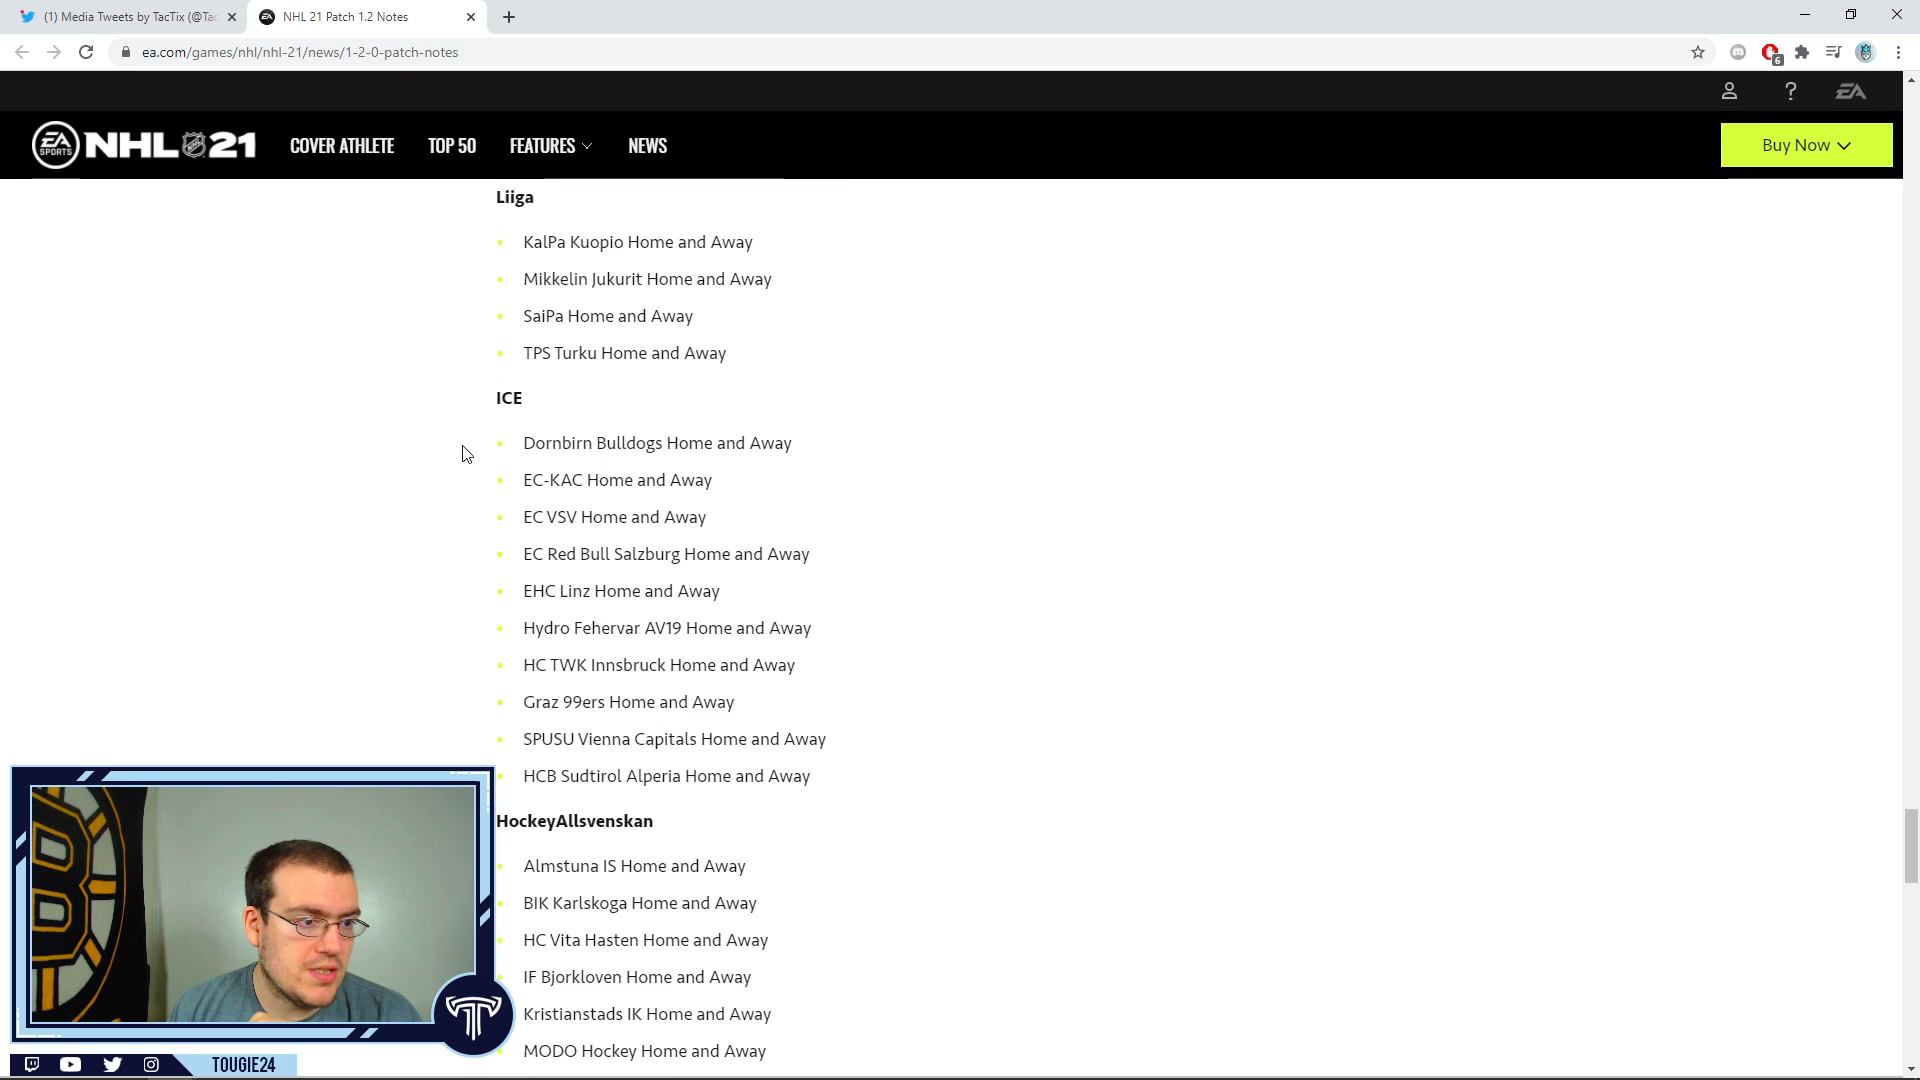 (1) Media Tweets by TacTix (@Tac
NHL 21 Patch 1.2 Notes
ea.com/games/nhl/nhl-21/news/1-2-0-patch-notes
6
EA
EA SPORTS NHL 21
COVER ATHLETE
TOP 50
FEATURES
NEWS
Buy Now
Liiga
KalPa Kuopio Home and Away
Mikkelin Jukurit Home and Away
SaiPa Home and Away
TPS Turku Home and Away
ICE
Dornbirn Bulldogs Home and Away
EC-KAC Home and Away
EC VSV Home and Away
EC Red Bull Salzburg Home and Away
EHC Linz Home and Away
Hydro Fehervar AV19 Home and Away
HC TWK Innsbruck Home and Away
Graz 99ers Home and Away
SPUSU Vienna Capitals Home and Away
HCB Sudtirol Alperia Home and Away
HockeyAllsvenskan
Almstuna IS Home and Away
BIK Karlskoga Home and Away
HC Vita Hasten Home and Away
IF Bjorkloven Home and Away
Kristianstads IK Home and Away
MODO Hockey Home and Away
B
TOUGIE24